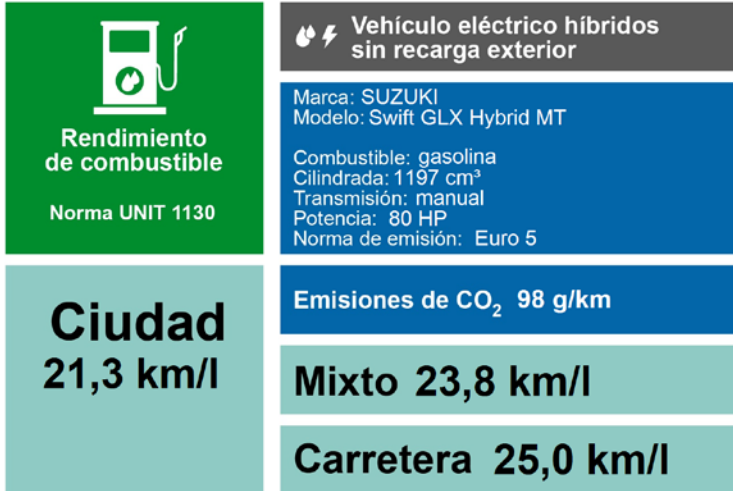 Rendimiento
de combustible
Norma UNIT 1130
Vehículo eléctrico híbridos
sin recarga exterior
Marca: SUZUKI
Modelo: Swift GLX Hybrid MT
Combustible: gasolina
Cilindrada: 1197 cm³
Transmisión: manual
Potencia: 80 HP
Norma de emisión: Euro 5
Ciudad
21,3 km/l
Emisiones de CO₂ 98 g/km
Mixto 23,8 km/l
Carretera 25,0 km/l